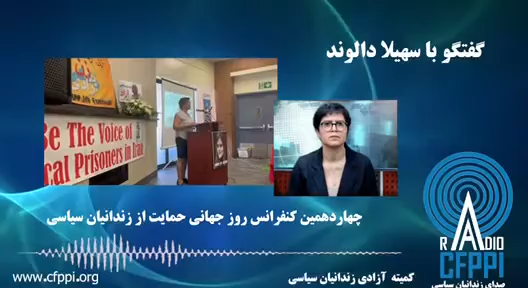 گفتگو با سهیلا دالوند
Be The Voice of
cal Prisoners in Iran
چهاردهمین کنفرانس روز جهانی حمایت از زندانیان سیاسی
www.cfppi.org
کمیته آزادی زندانیان سیاسی
RADIO
CFPPI
صدای زندانیان سیاسی